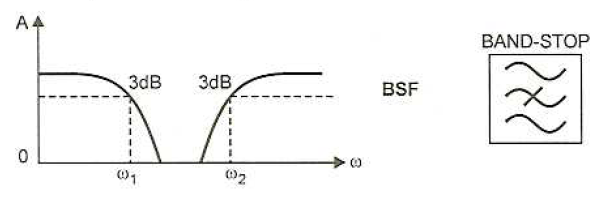 A
BAND-STOP
3dB 3dB
BSF
0
ω1 ω2
ω